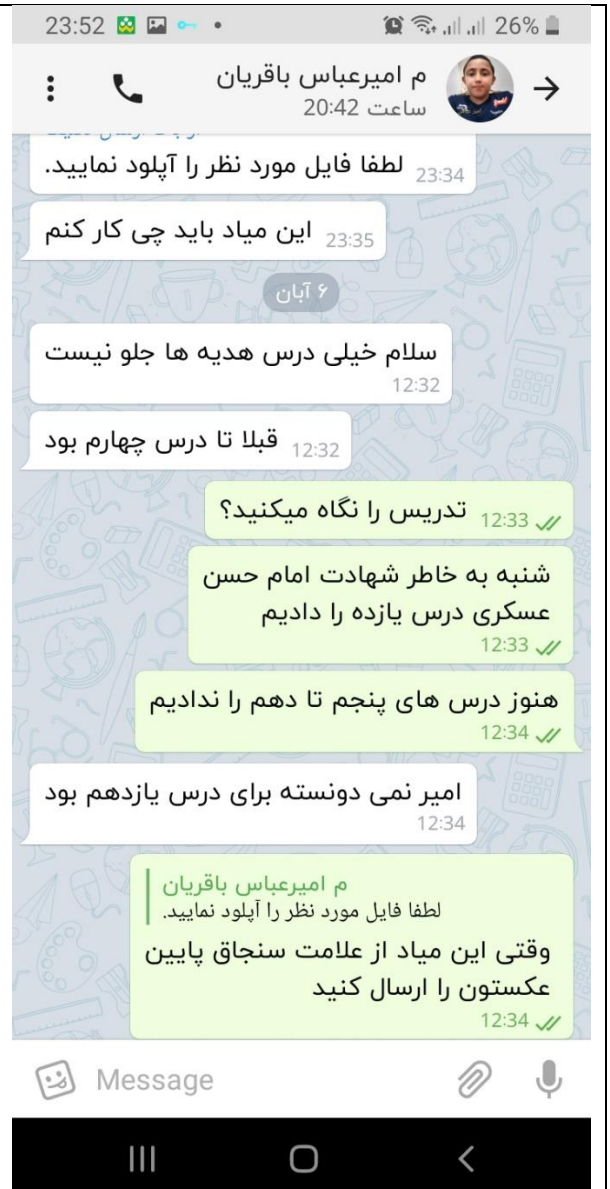 23:52
26%
م امیرعباس باقریان
ساعت 20:42
لطفا فایل مورد نظر را آپلود نمایید.
23:34
این میاد باید چی کار کنم
23:35
۶ آبان
سلام خیلی درس هدیه ها جلو نیست
12:32
قبلا تا درس چهارم بود
12:32
تدریس را نگاه میکنید؟
12:33
شنبه به خاطر شهادت امام حسن
عسکری درس یازده را دادیم
12:33
هنوز درس های پنجم تا دهم را ندادیم
12:34
امیر نمی دونسته برای درس یازدهم بود
12:34
م امیرعباس باقریان
لطفا فایل مورد نظر را آپلود نمایید.
وقتی این میاد از علامت سنجاق پایین
عکستون را ارسال کنید
12:34
Message